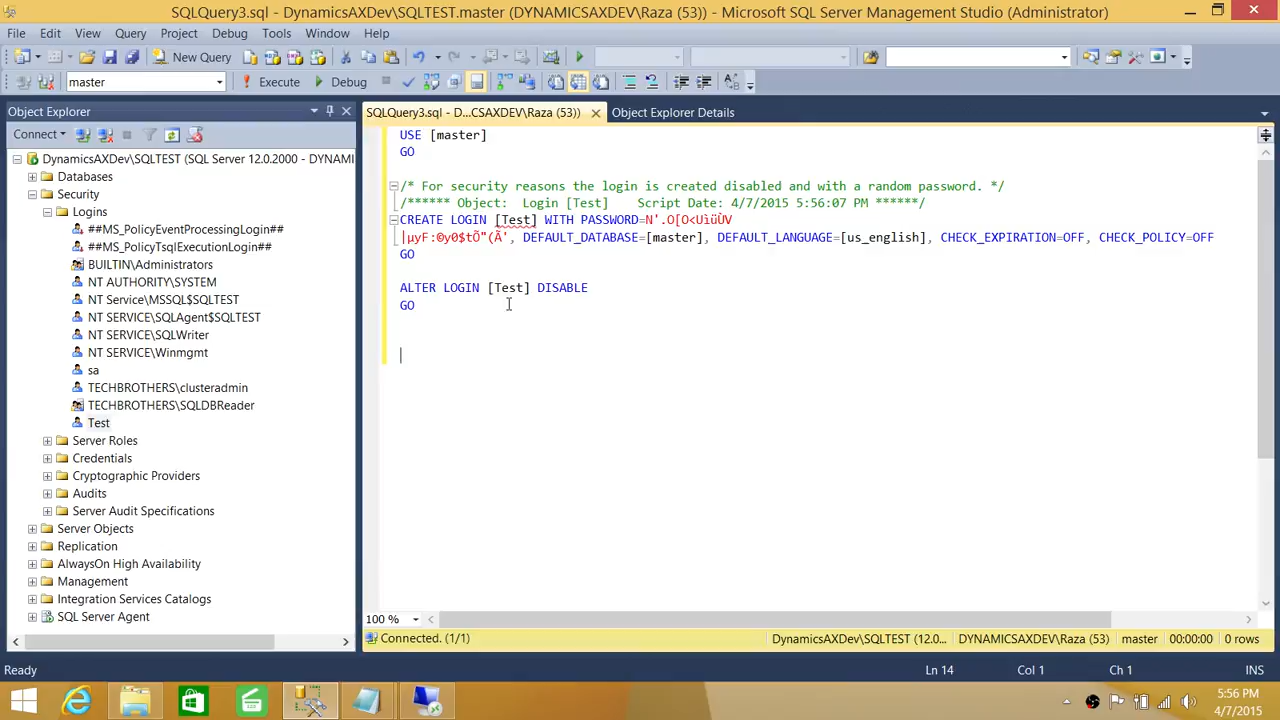 SQLQuery3.sql - DynamicsAXDev\SQLTEST.master (DYNAMICSAXDEV\Raza (53)) - Microsoft SQL Server Management Studio (Administrator)
File Edit View Query Project Debug Tools Window Help
New Query
master Execute Debug
Object Explorer
SQLQuery3.sql - D...CSAXDEV\Raza (53)) Object Explorer Details
Connect
DynamicsAXDev\SQLTEST (SQL Server 12.0.2000 - DYNAMI
Databases
Security
Logins
##MS_PolicyEventProcessingLogin##
##MS_PolicyTsqlExecutionLogin##
BUILTIN\Administrators
NT AUTHORITY\SYSTEM
NT Service\MSSQL$SQLTEST
NT SERVICE\SQLAgent$SQLTEST
NT SERVICE\SQLWriter
NT SERVICE\Winmgmt
sa
TECHBROTHERS\clusteradmin
TECHBROTHERS\SQLDBReader
Test
Server Roles
Credentials
Cryptographic Providers
Audits
Server Audit Specifications
Server Objects
Replication
AlwaysOn High Availability
Management
Integration Services Catalogs
SQL Server Agent
USE [master]
GO
/* For security reasons the login is created disabled and with a random password. */
/****** Object:  Login [Test]    Script Date: 4/7/2015 5:56:07 PM ******/
CREATE LOGIN [Test] WITH PASSWORD=N'.O[O<UìüÙV
|µyF:©y0$tÕ"(Ã', DEFAULT_DATABASE=[master], DEFAULT_LANGUAGE=[us_english], CHECK_EXPIRATION=OFF, CHECK_POLICY=OFF
GO
ALTER LOGIN [Test] DISABLE
GO
100 %
Connected. (1/1) DynamicsAXDev\SQLTEST (12.0... DYNAMICSAXDEV\Raza (53) master 00:00:00 0 rows
Ready Ln 14 Col 1 Ch 1 INS
5:56 PM
4/7/2015